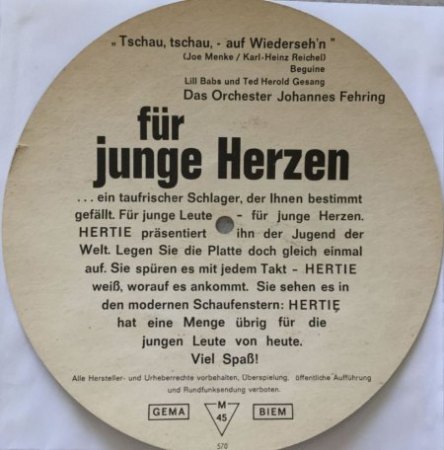 „Tschau, tschau, - auf Wiederseh'n"
(Joe Menke / Karl-Heinz Reichel)
Beguine
Lill Babs und Ted Herold Gesang
Das Orchester Johannes Fehring
für
junge Herzen
... ein taufrischer Schlager, der Ihnen bestimmt
gefällt. Für junge Leute - für junge Herzen.
HERTIE präsentiert ihn der Jugend der
Welt. Legen Sie die Platte doch gleich einmal
auf. Sie spüren es mit jedem Takt - HERTIE
weiß, worauf es ankommt. Sie sehen es in
den modernen Schaufenstern: HERTIE
hat eine Menge übrig für die
jungen Leute von heute.
Viel Spaß!
Alle Hersteller- und Urheberrechte vorbehalten, Überspielung, öffentliche Aufführung
und Rundfunksendung verboten.
GEMA M 45 BIEM
570